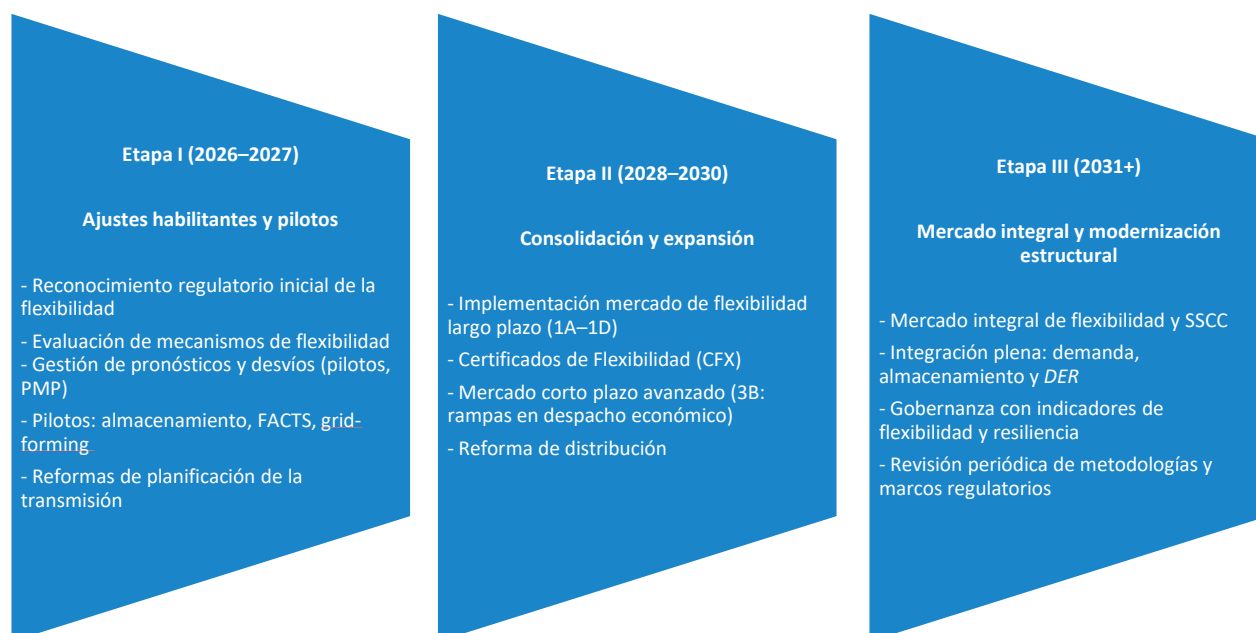 Etapa I (2026–2027)
Ajustes habilitantes y pilotos
- Reconocimiento regulatorio inicial de la
flexibilidad
- Evaluación de mecanismos de flexibilidad
- Gestión de pronósticos y desvíos (pilotos,
PMP)
- Pilotos: almacenamiento, FACTS, grid-
forming
- Reformas de planificación de la
transmisión
Etapa II (2028–2030)
Consolidación y expansión
- Implementación mercado de flexibilidad
largo plazo (1A–1D)
- Certificados de Flexibilidad (CFX)
- Mercado corto plazo avanzado (3B:
rampas en despacho económico)
- Reforma de distribución
Etapa III (2031+)
Mercado integral y modernización
estructural
- Mercado integral de flexibilidad y SSCC
- Integración plena: demanda,
almacenamiento y DER
- Gobernanza con indicadores de
flexibilidad y resiliencia
- Revisión periódica de metodologías y
marcos regulatorios